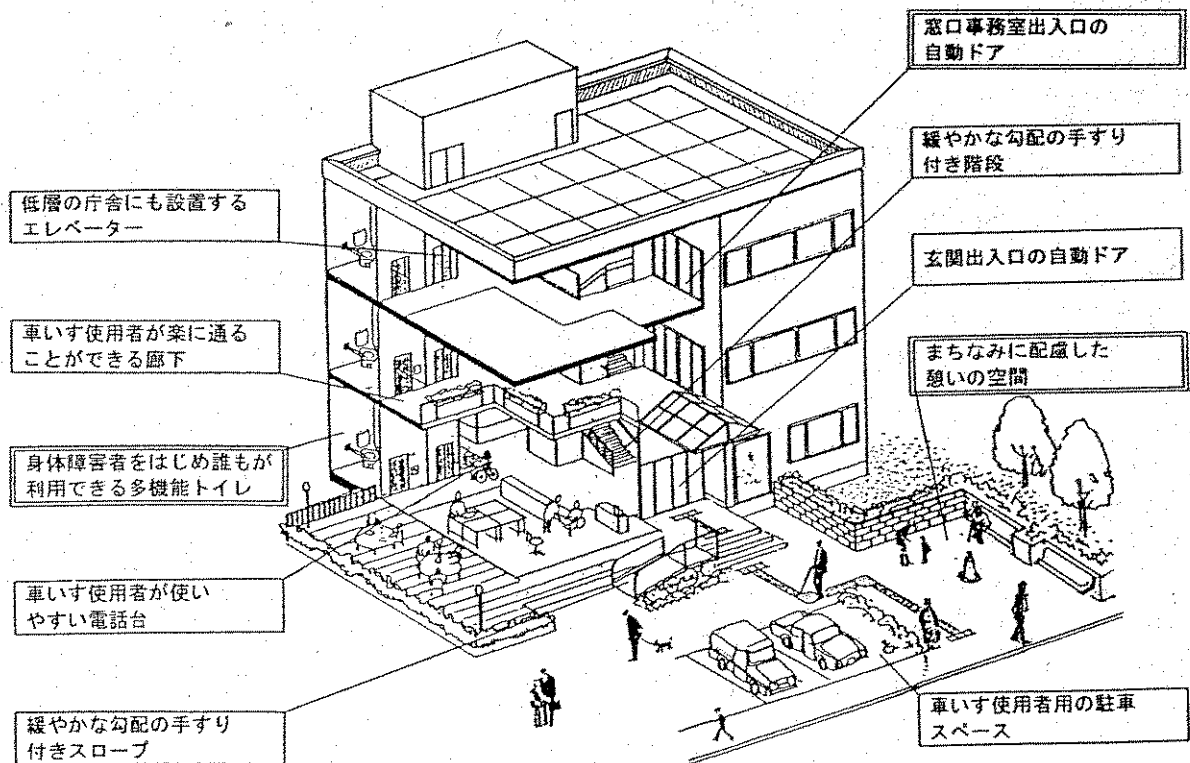 窓口事務室出入口の
自動ドア
緩やかな勾配の手すり
付き階段
玄関出入口の自動ドア
まちなみに配慮した
憩いの空間
車いす使用者用の駐車
スペース
低層の庁舎にも設置する
エレベーター
車いす使用者が楽に通る
ことができる廊下
身体障害者をはじめ誰もが
利用できる多機能トイレ
車いす使用者が使い
やすい電話台
緩やかな勾配の手すり
付きスロープ